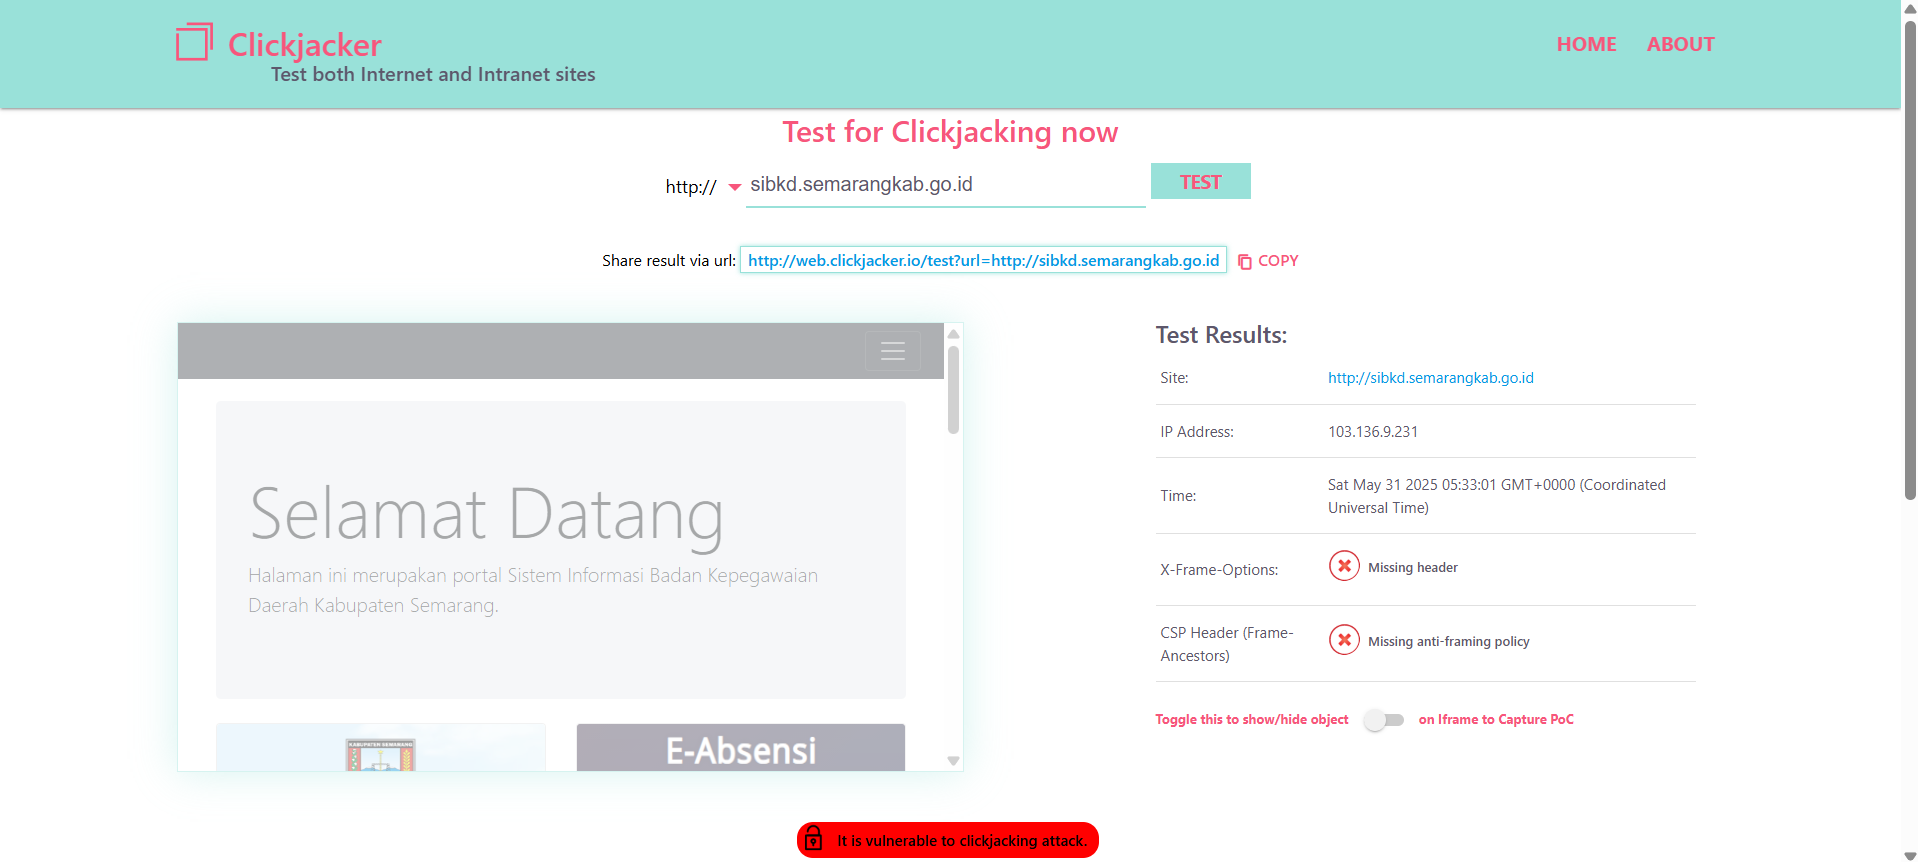 Clickjacker
Test both Internet and Intranet sites
HOME
ABOUT
Test for Clickjacking now
http://
sibkd.semarangkab.go.id
TEST
Share result via url:
http://web.clickjacker.io/test?url=http://sibkd.semarangkab.go.id
COPY
Selamat Datang
Halaman ini merupakan portal Sistem Informasi Badan Kepegawaian
Daerah Kabupaten Semarang.
KABUPATEN SEMARANG
E-Absensi
Test Results:
Site:
http://sibkd.semarangkab.go.id
IP Address:
103.136.9.231
Time:
Sat May 31 2025 05:33:01 GMT+0000 (Coordinated
Universal Time)
X-Frame-Options:
Missing header
CSP Header (Frame-
Ancestors)
Missing anti-framing policy
Toggle this to show/hide object
on Iframe to Capture PoC
It is vulnerable to clickjacking attack.